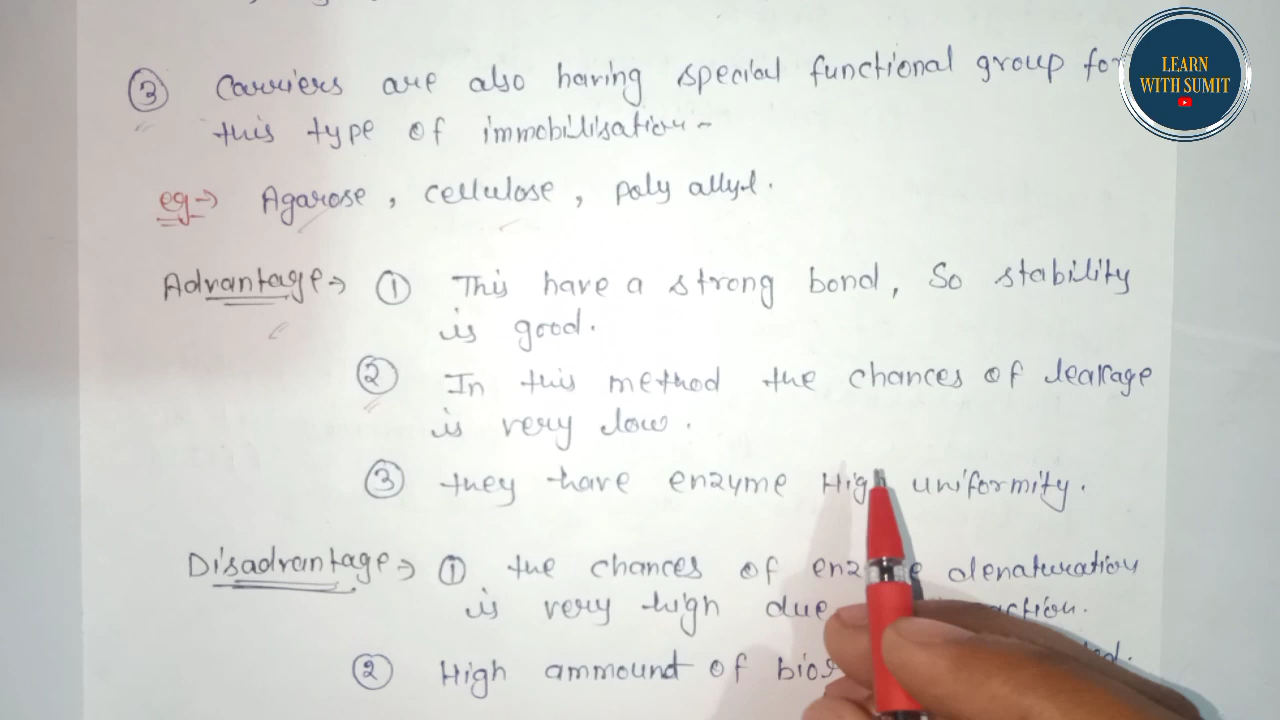 ③ Carriers are also having special functional group for
this type of immobilisation-
eg→ Agarose, cellulose, poly allyl.
Advantage→ ① This have a strong bond, So stability
is good.
② In this method the chances of leakage
is very low.
③ they have enzyme High uniformity.
Disadvantage→ ① the chances of enzyme denaturation
is very high due
② High ammount of
LEARN
WITH SUMIT